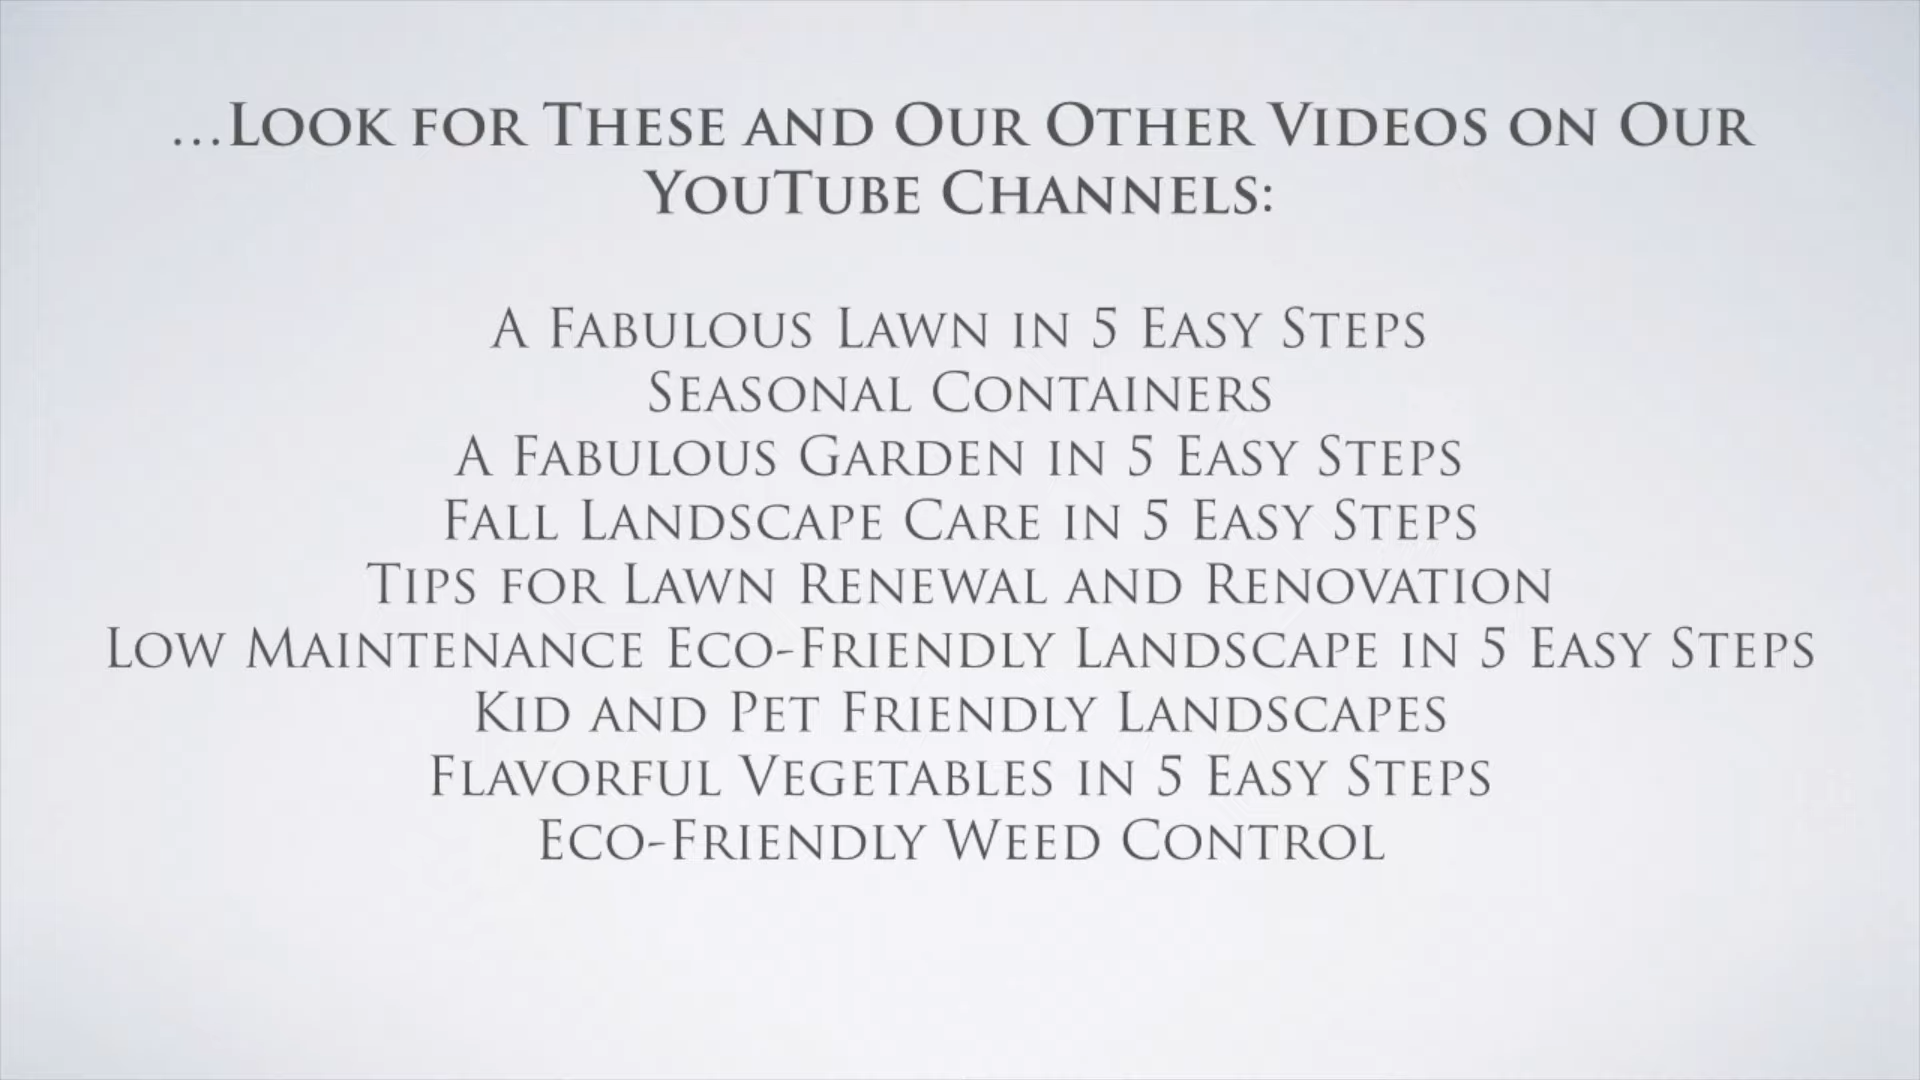 ...Look for These and Our Other Videos on Our
YouTube Channels:
A Fabulous Lawn in 5 Easy Steps
Seasonal Containers
A Fabulous Garden in 5 Easy Steps
Fall Landscape Care in 5 Easy Steps
Tips for Lawn Renewal and Renovation
Low Maintenance Eco-Friendly Landscape in 5 Easy Steps
Kid and Pet Friendly Landscapes
Flavorful Vegetables in 5 Easy Steps
Eco-Friendly Weed Control